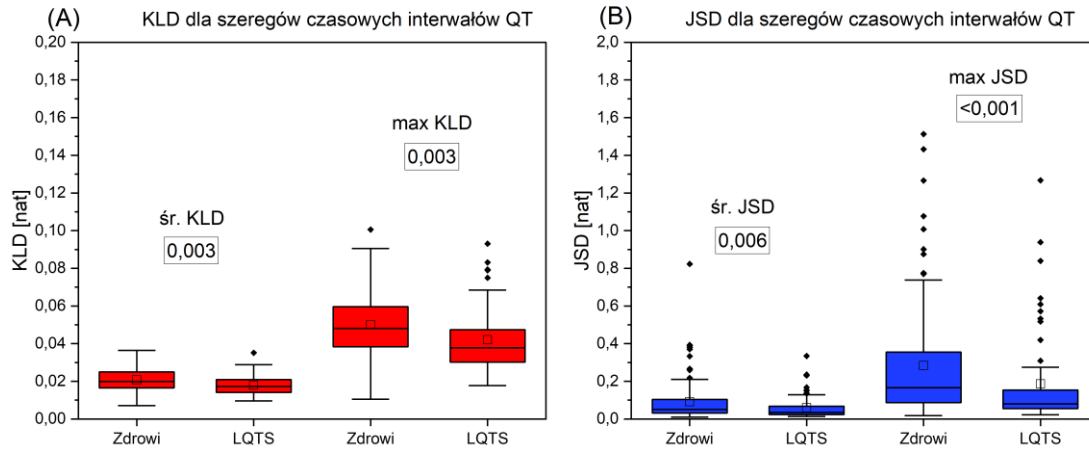 (A)
KLD dla szeregów czasowych interwałów QT
KLD [nat]
0,20
0,18
0,16
0,14
0,12
0,10
0,08
0,06
0,04
0,02
0,00
śr. KLD
0,003
max KLD
0,003
Zdrowi
LQTS
Zdrowi
LQTS
(B)
JSD dla szeregów czasowych interwałów QT
JSD [nat]
2,0
1,8
1,6
1,4
1,2
1,0
0,8
0,6
0,4
0,2
0,0
śr. JSD
0,006
max JSD
<0,001
Zdrowi
LQTS
Zdrowi
LQTS